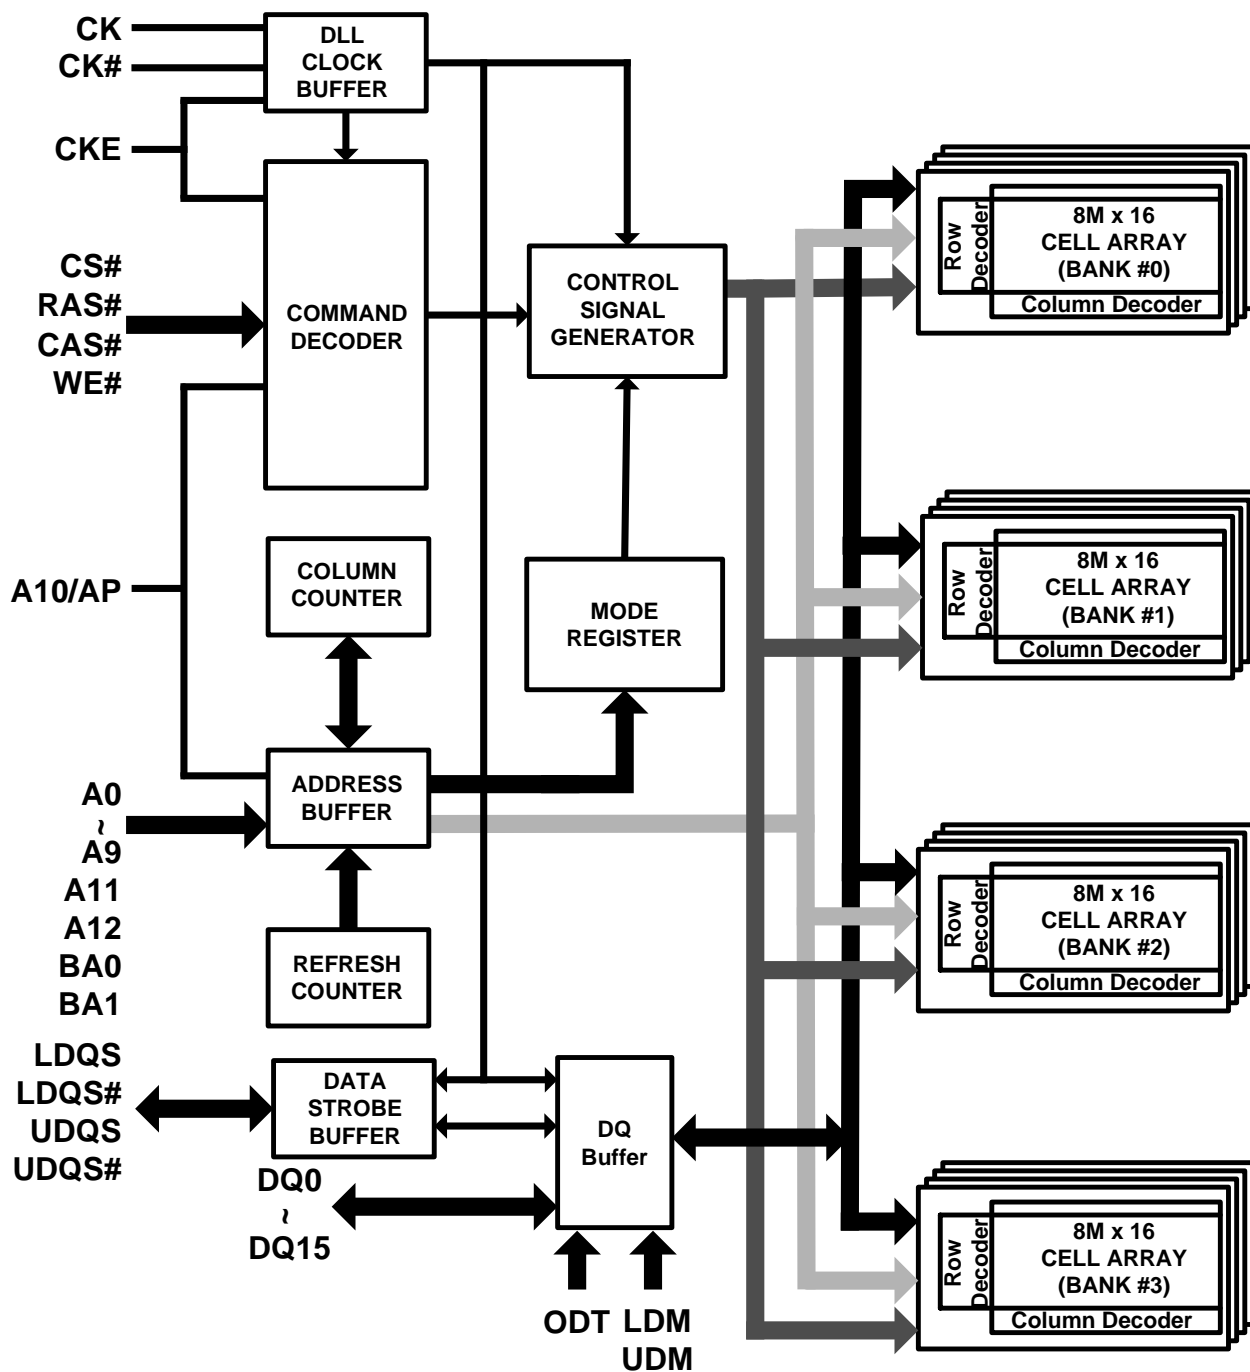 CK
CK#
CKE
CS#
RAS#
CAS#
WE#
A10/AP
A0
~
A9
A11
A12
BA0
BA1
LDQS
LDQS#
UDQS
UDQS#
DQ0
~
DQ15
ODT
LDM
UDM
DLL
CLOCK
BUFFER
COMMAND
DECODER
CONTROL
SIGNAL
GENERATOR
COLUMN
COUNTER
MODE
REGISTER
ADDRESS
BUFFER
REFRESH
COUNTER
DATA
STROBE
BUFFER
DQ
Buffer
Row
Decoder
8M x 16
CELL ARRAY
(BANK #0)
Column Decoder
Row
Decoder
8M x 16
CELL ARRAY
(BANK #1)
Column Decoder
Row
Decoder
8M x 16
CELL ARRAY
(BANK #2)
Column Decoder
Row
Decoder
8M x 16
CELL ARRAY
(BANK #3)
Column Decoder